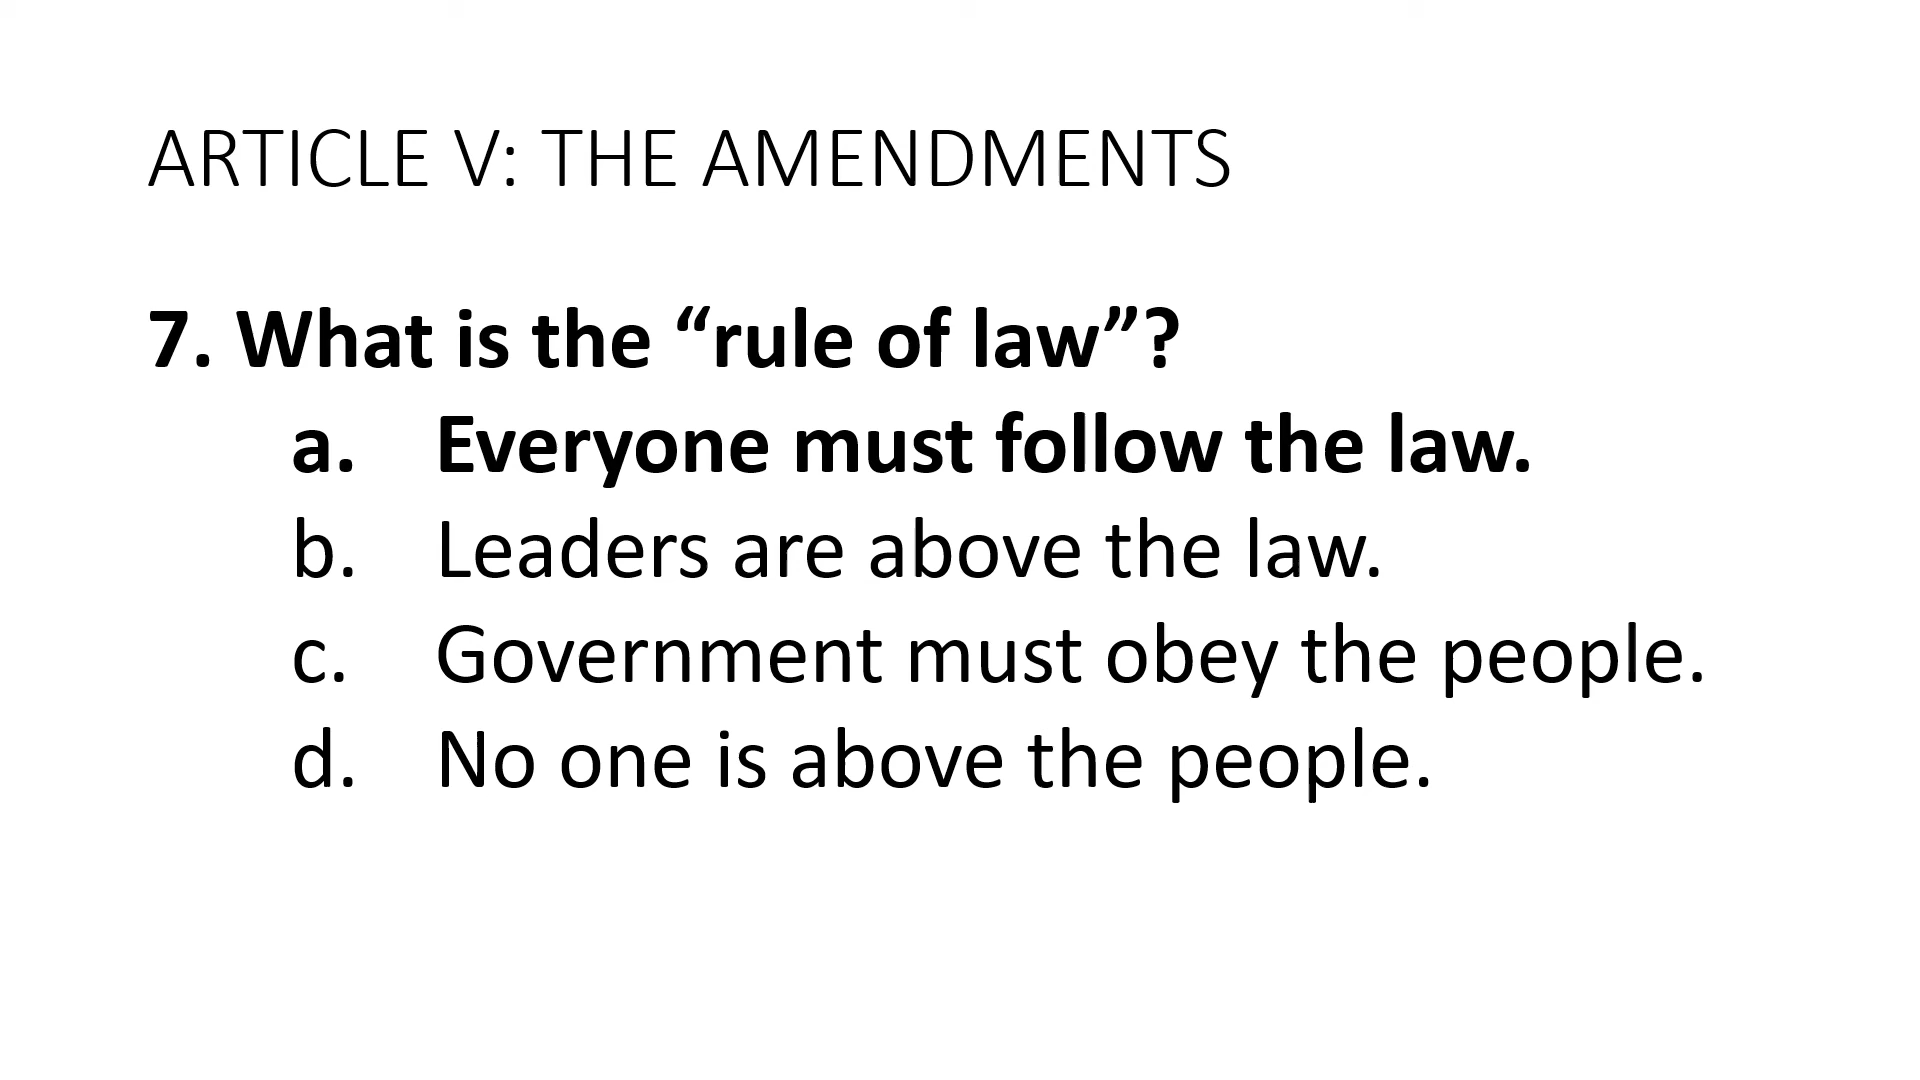 ARTICLE V: THE AMENDMENTS
7. What is the “rule of law”?
a. Everyone must follow the law.
b. Leaders are above the law.
c. Government must obey the people.
d. No one is above the people.